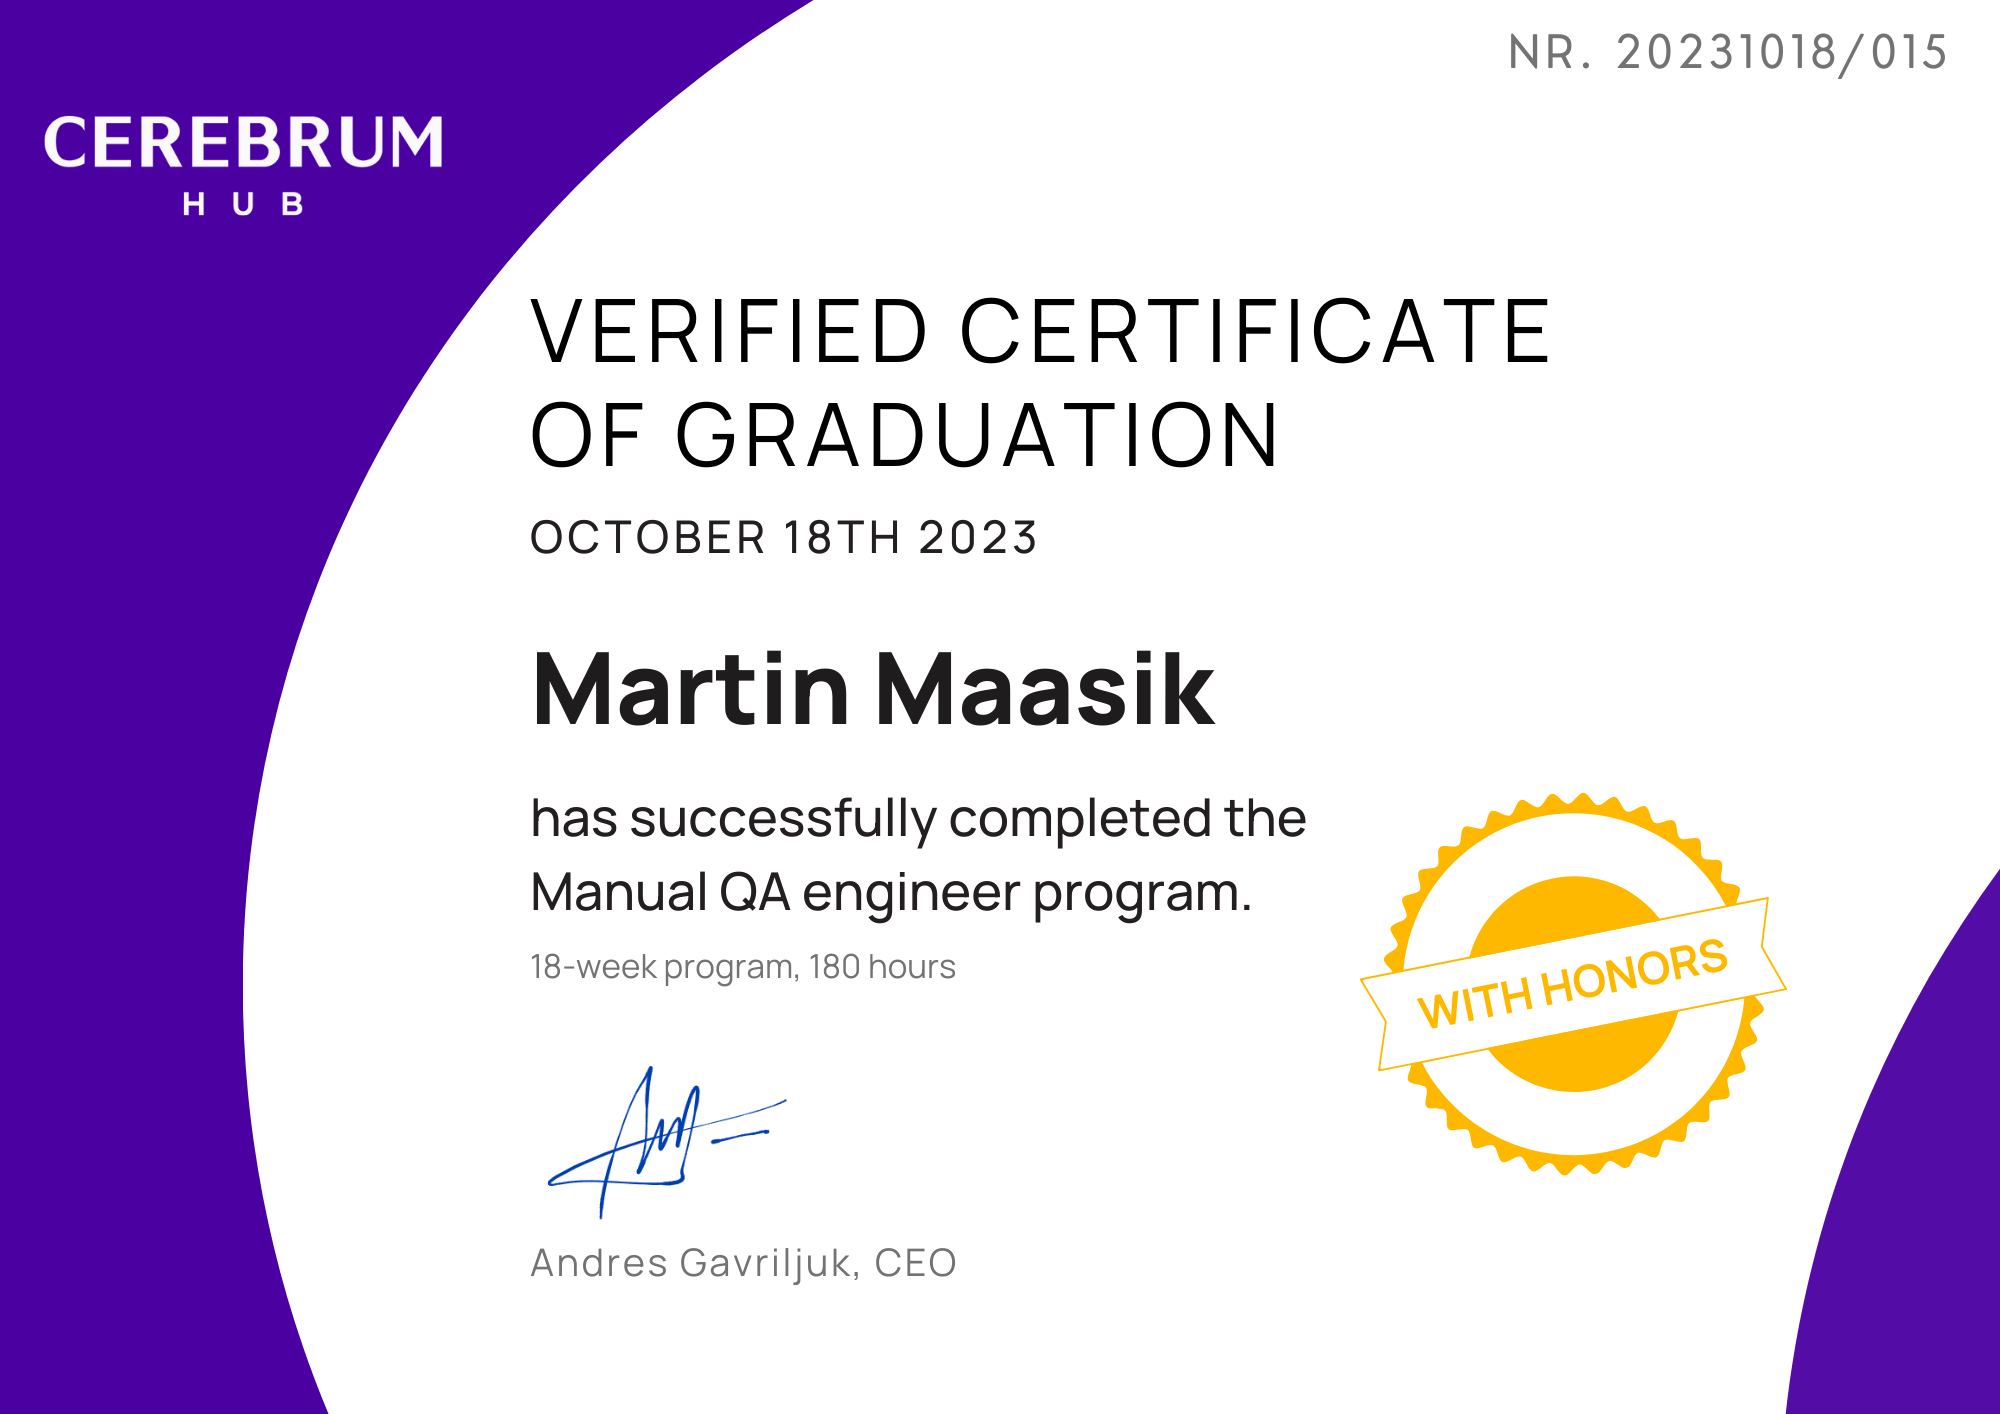 NR. 20231018/015
CEREBRUM
HUB
VERIFIED CERTIFICATE
OF GRADUATION
OCTOBER 18TH 2023
Martin Maasik
has successfully completed the
Manual QA engineer program.
18-week program, 180 hours
WITH HONORS
Andres Gavriljuk, CEO